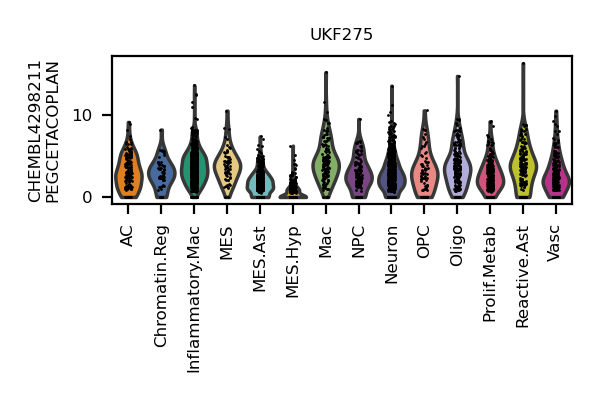 UKF275
CHEMBL4298211
PEGCETACOPLAN
10
0
AC
Chromatin.Reg
Inflammatory.Mac
MES
MES.Ast
MES.Hyp
Mac
NPC
Neuron
OPC
Oligo
Prolif.Metab
Reactive.Ast
Vasc